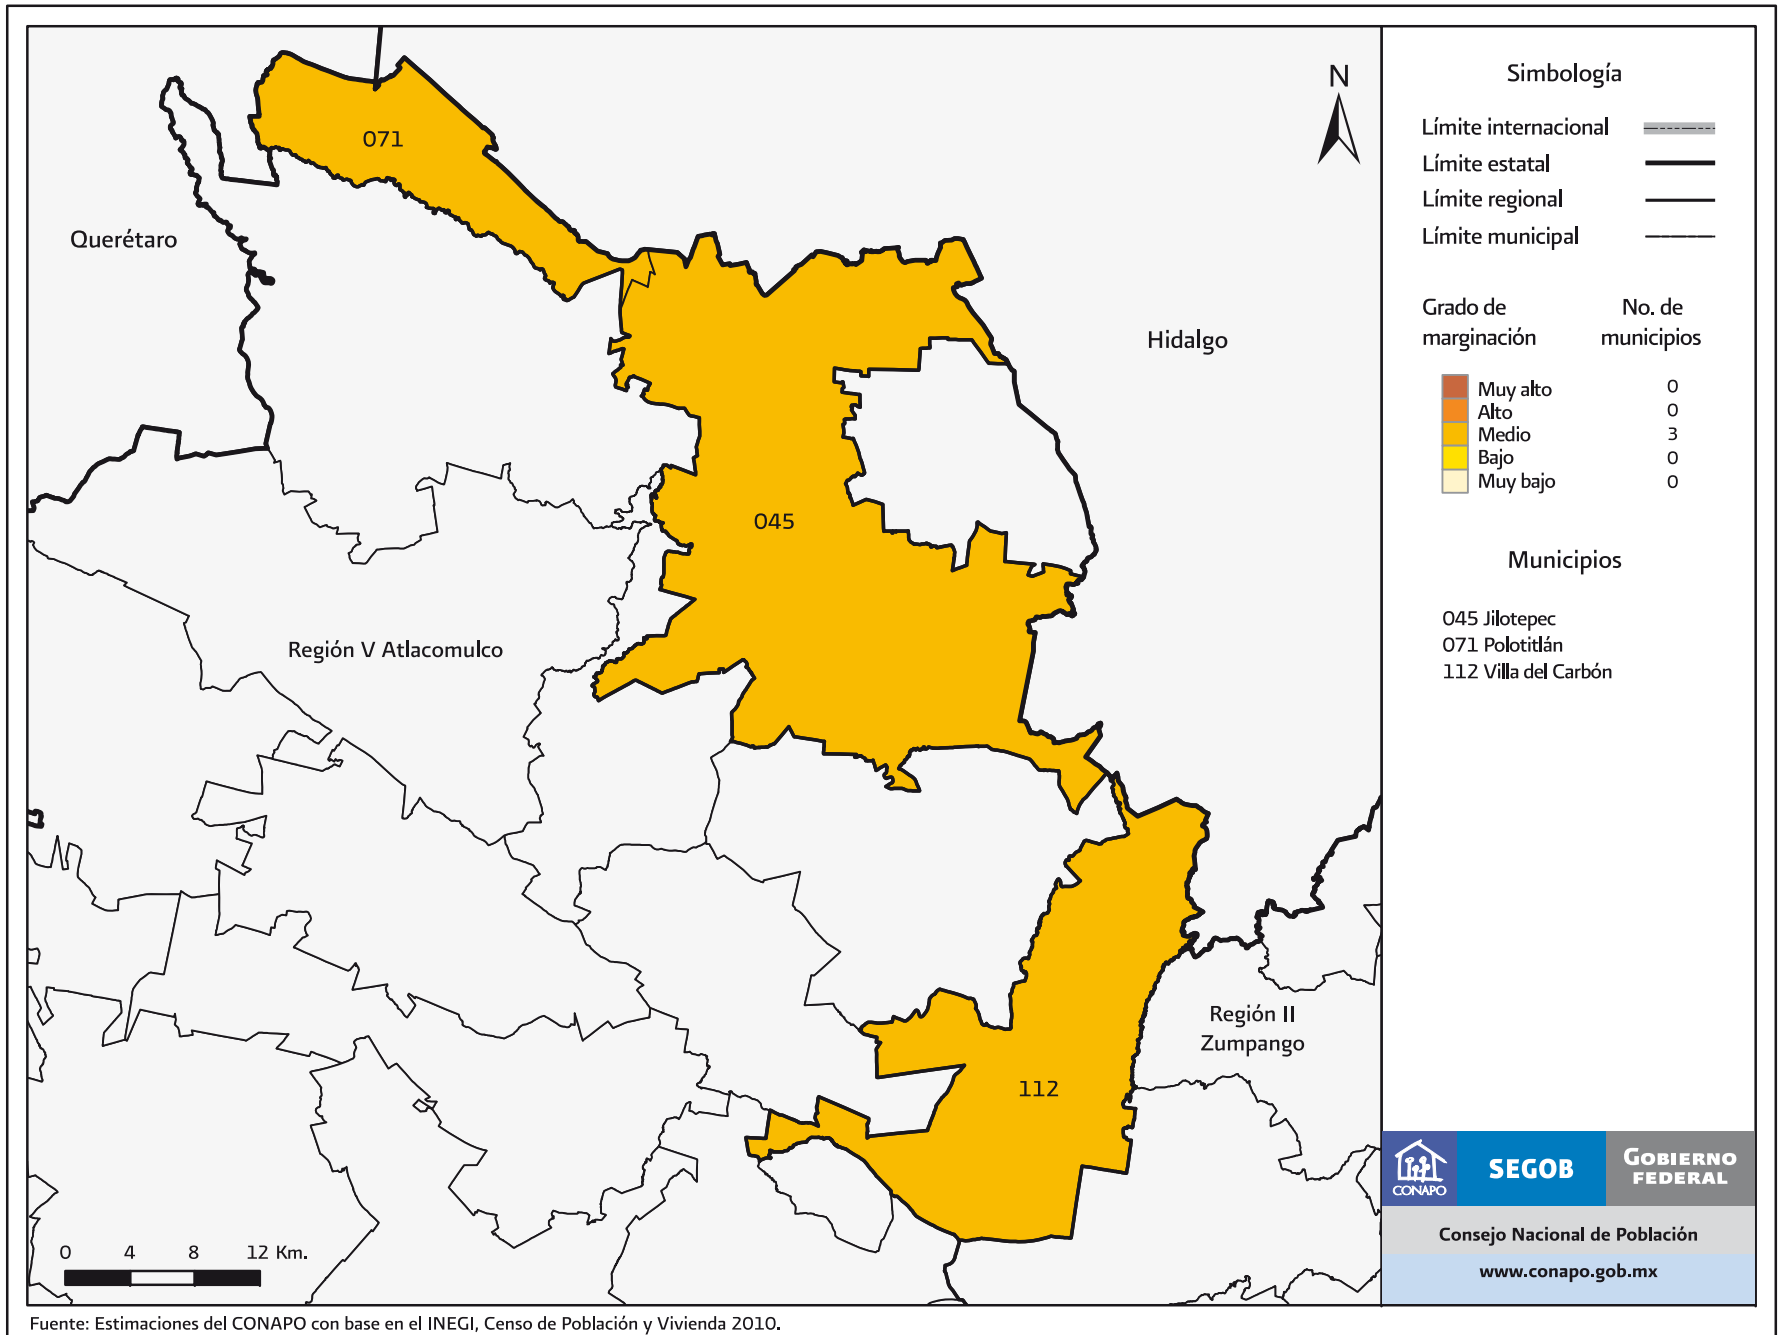 071
Querétaro
Hidalgo
045
Región V Atlacomulco
Región II
Zumpango
112
N
0 4 8 12 Km.
Simbología
Límite internacional
Límite estatal
Límite regional
Límite municipal
Grado de marginación No. de municipios
Muy alto 0
Alto 0
Medio 3
Bajo 0
Muy bajo 0
Municipios
045 Jilotepec
071 Polotitlán
112 Villa del Carbón
CONAPO
SEGOB
GOBIERNO
FEDERAL
Consejo Nacional de Población
www.conapo.gob.mx
Fuente: Estimaciones del CONAPO con base en el INEGI, Censo de Población y Vivienda 2010.